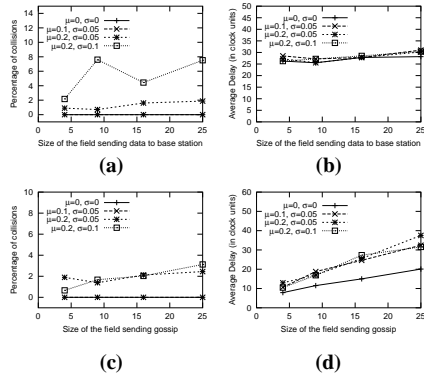 Percentage of collisions
14
12
10
8
6
4
2
0
μ=0, σ=0
μ=0.1, σ=0.05
μ=0.2, σ=0.05
μ=0.2, σ=0.1
0 5 10 15 20 25
Size of the field sending data to base station
(a)
Average Delay (in clock units)
50
45
40
35
30
25
20
15
10
5
0
μ=0, σ=0
μ=0.1, σ=0.05
μ=0.2, σ=0.05
μ=0.2, σ=0.1
0 5 10 15 20 25
Size of the field sending data to base station
(b)
Percentage of collisions
10
8
6
4
2
0
μ=0, σ=0
μ=0.1, σ=0.05
μ=0.2, σ=0.05
μ=0.2, σ=0.1
0 5 10 15 20 25
Size of the field sending gossip
(c)
Average Delay (in clock units)
60
50
40
30
20
10
0
μ=0, σ=0
μ=0.1, σ=0.05
μ=0.2, σ=0.05
μ=0.2, σ=0.1
0 5 10 15 20 25
Size of the field sending gossip
(d)